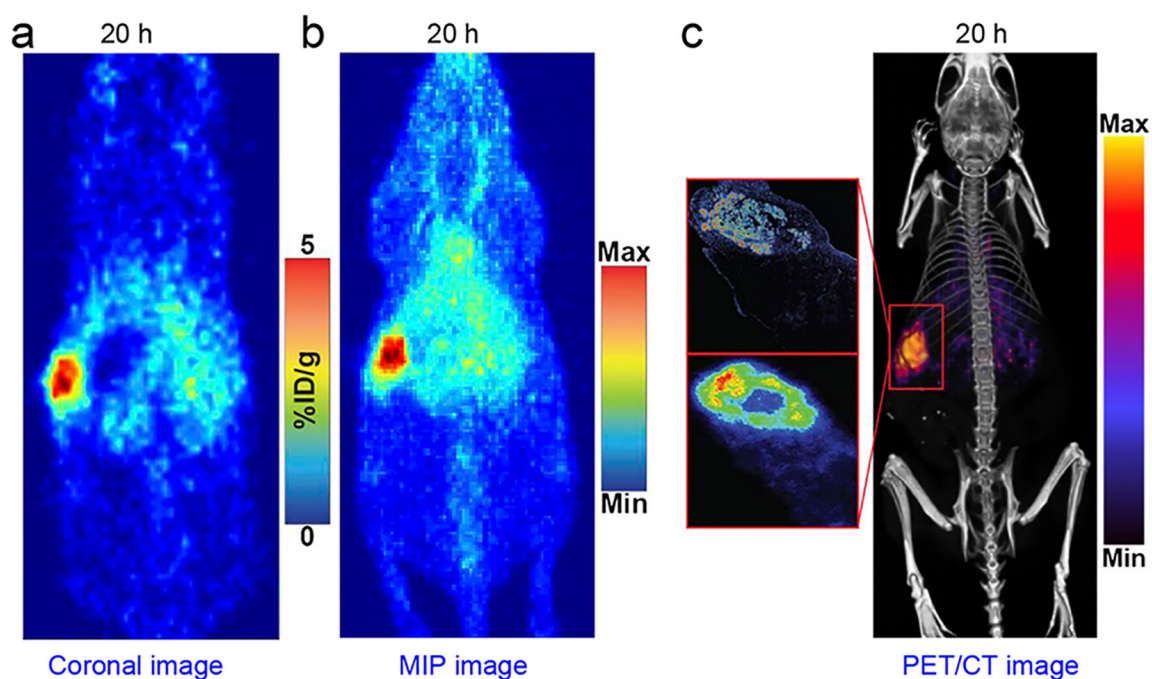 a
20 h
b
20 h
c
20 h
5
%ID/g
0
Max
Min
Max
Min
Coronal image
MIP image
PET/CT image